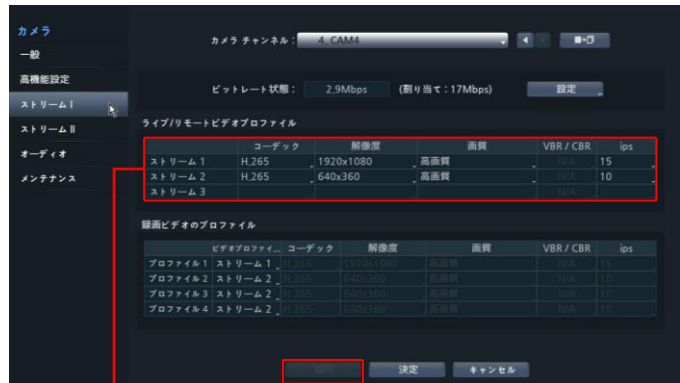 カメラ
一般
高機能設定
ストリーム I
ストリーム II
オーディオ
メンテナンス
カメラ チャンネル： 4. CAM4
ビットレート状態： 2.9Mbps (割り当て：17Mbps) 設定
ライブ/リモートビデオプロファイル
コーデック 解像度 画質 VBR / CBR ips
ストリーム 1 H.265 1920x1080 高画質 N/A 15
ストリーム 2 H.265 640x360 高画質 N/A 10
ストリーム 3
録画ビデオのプロファイル
ビデオプロファイ... コーデック 解像度 画質 VBR / CBR ips
プロファイル 1 ストリーム 1 H.265 1920x1080 高画質 N/A 15
プロファイル 2 ストリーム 2 H.265 640x360 高画質 N/A 10
プロファイル 3 ストリーム 2 H.265 640x360 高画質 N/A 10
プロファイル 4 ストリーム 2 H.265 640x360 高画質 N/A 10
決定 キャンセル